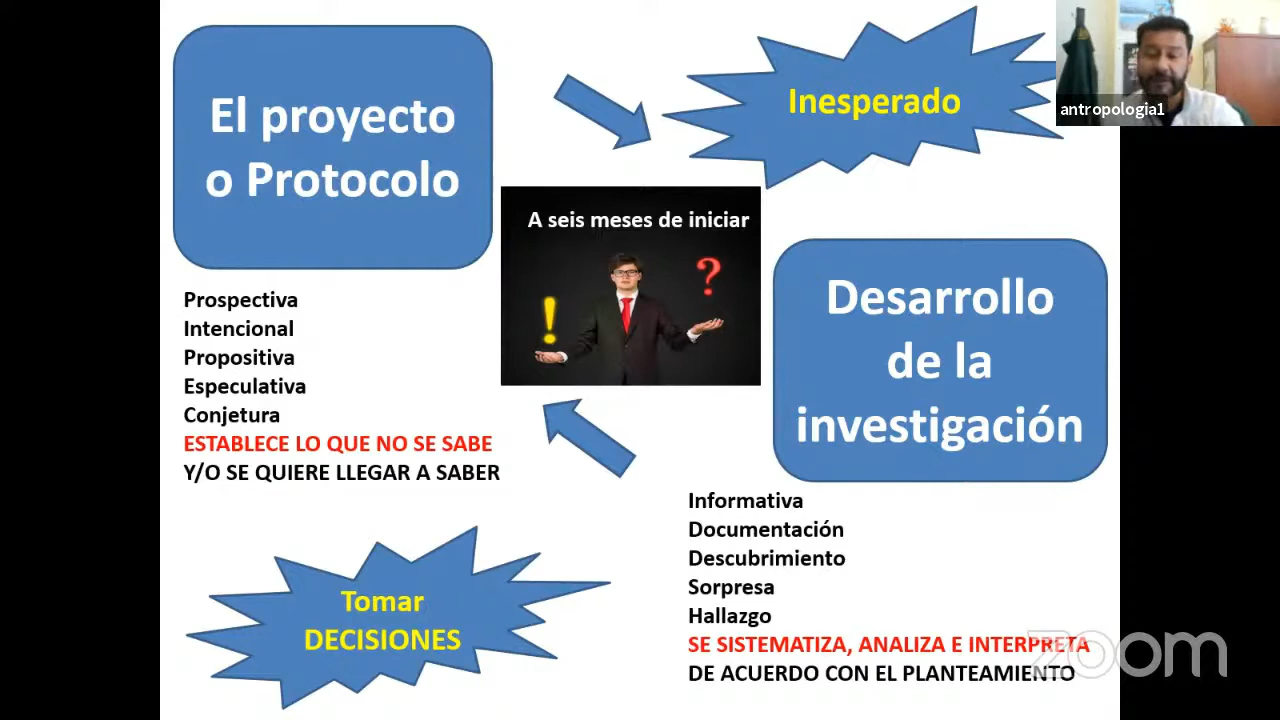 El proyecto
o Protocolo
Inesperado
antropologia1
A seis meses de iniciar
?
!
Prospectiva
Intencional
Propositiva
Especulativa
Conjetura
ESTABLECE LO QUE NO SE SABE
Y/O SE QUIERE LLEGAR A SABER
Desarrollo
de la
investigación
Informativa
Documentación
Descubrimiento
Sorpresa
Hallazgo
SE SISTEMATIZA, ANALIZA E INTERPRETA
DE ACUERDO CON EL PLANTEAMIENTO
Tomar
DECISIONES
zoom